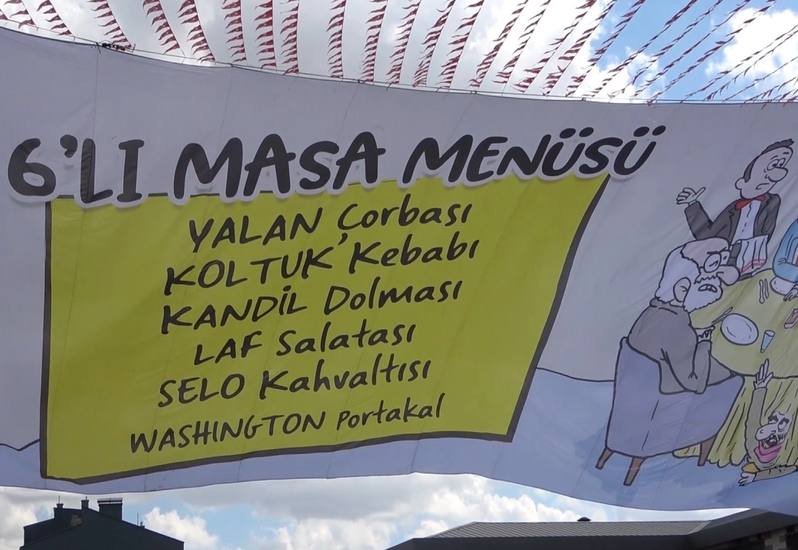 6'LI MASA MENÜSÜ
YALAN Çorbası
KOLTUK Kebabı
KANDİL Dolması
LAF Salatası
SELO Kahvaltısı
WASHINGTON Portakal